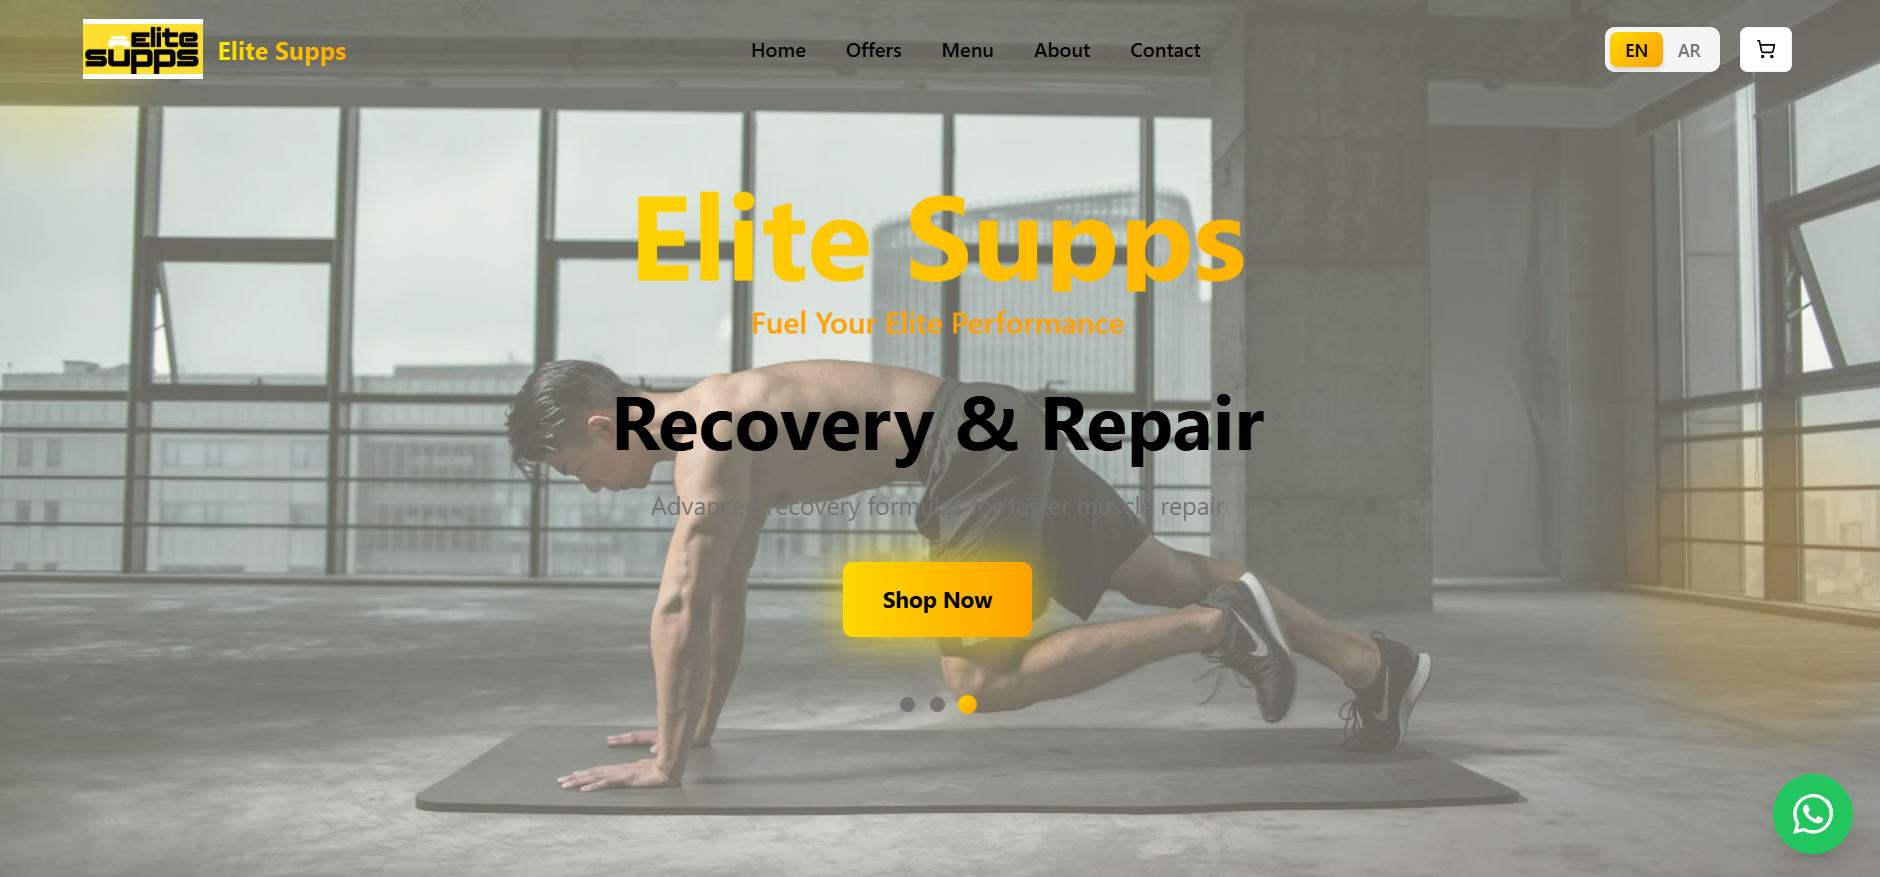 elite
supps
Elite Supps
Home
Offers
Menu
About
Contact
EN
AR
Elite Supps
Fuel Your Elite Performance
Recovery & Repair
Advanced recovery formulas for faster muscle repair
Shop Now